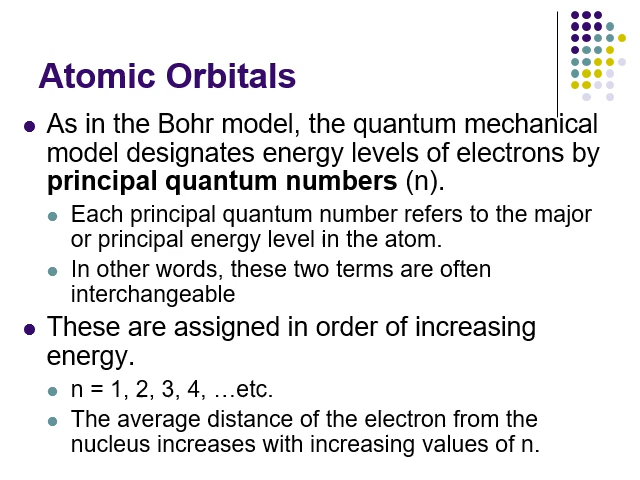 Atomic Orbitals
As in the Bohr model, the quantum mechanical
model designates energy levels of electrons by
principal quantum numbers (n).
Each principal quantum number refers to the major
or principal energy level in the atom.
In other words, these two terms are often
interchangeable
These are assigned in order of increasing
energy.
n = 1, 2, 3, 4, …etc.
The average distance of the electron from the
nucleus increases with increasing values of n.